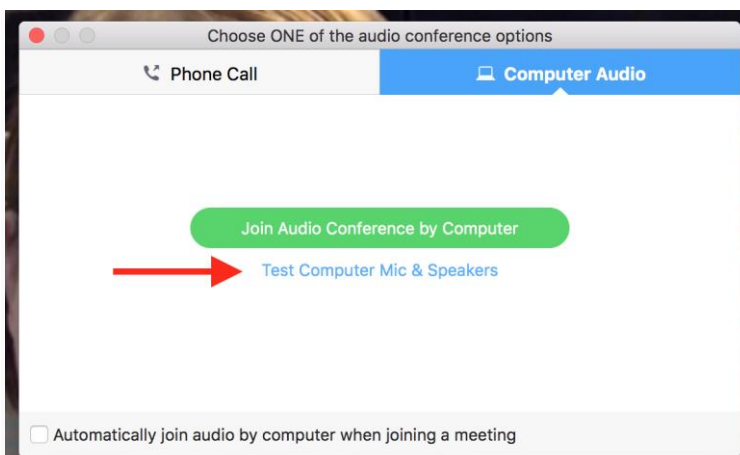 Choose ONE of the audio conference options
Phone Call
Computer Audio
Join Audio Conference by Computer
Test Computer Mic & Speakers
Automatically join audio by computer when joining a meeting